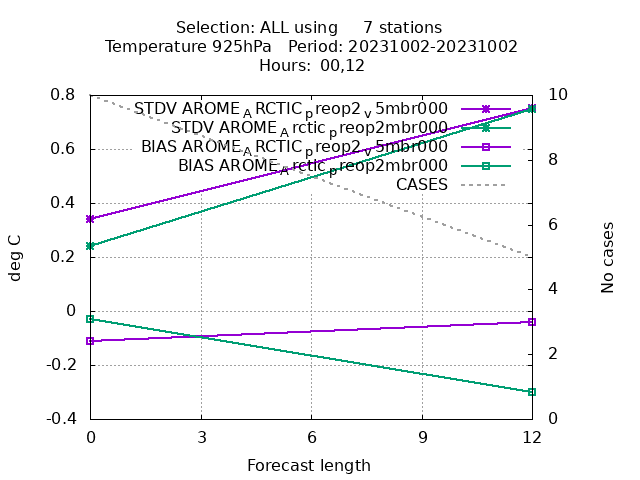 Selection: ALL using     7 stations
Temperature 925hPa   Period: 20231002-20231002
Hours: 00,12
STDV AROME_ARCTIC_preop2_v5mbr000
STDV AROME_Arctic_preop2mbr000
BIAS AROME_ARCTIC_preop2_v5mbr000
BIAS AROME_Arctic_preop2mbr000
CASES
0.8
0.6
0.4
0.2
0
-0.2
-0.4
deg C
10
8
6
4
2
0
No cases
0 3 6 9 12
Forecast length